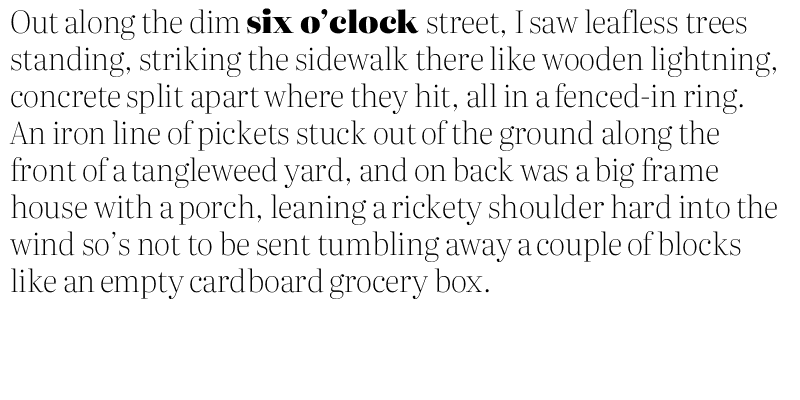 Out along the dim six o’clock street, I saw leafless trees
standing, striking the sidewalk there like wooden lightning,
concrete split apart where they hit, all in a fenced-in ring.
An iron line of pickets stuck out of the ground along the
front of a tangleweed yard, and on back was a big frame
house with a porch, leaning a rickety shoulder hard into the
wind so’s not to be sent tumbling away a couple of blocks
like an empty cardboard grocery box.